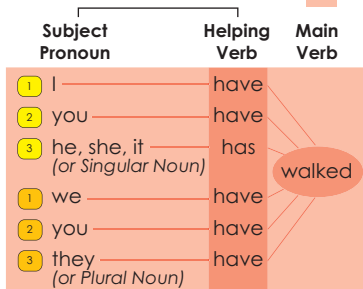 Subject Helping Main
Pronoun Verb Verb
1 I have
2 you have
3 he, she, it has
(or Singular Noun)
walked
1 we have
2 you have
3 they have
(or Plural Noun)